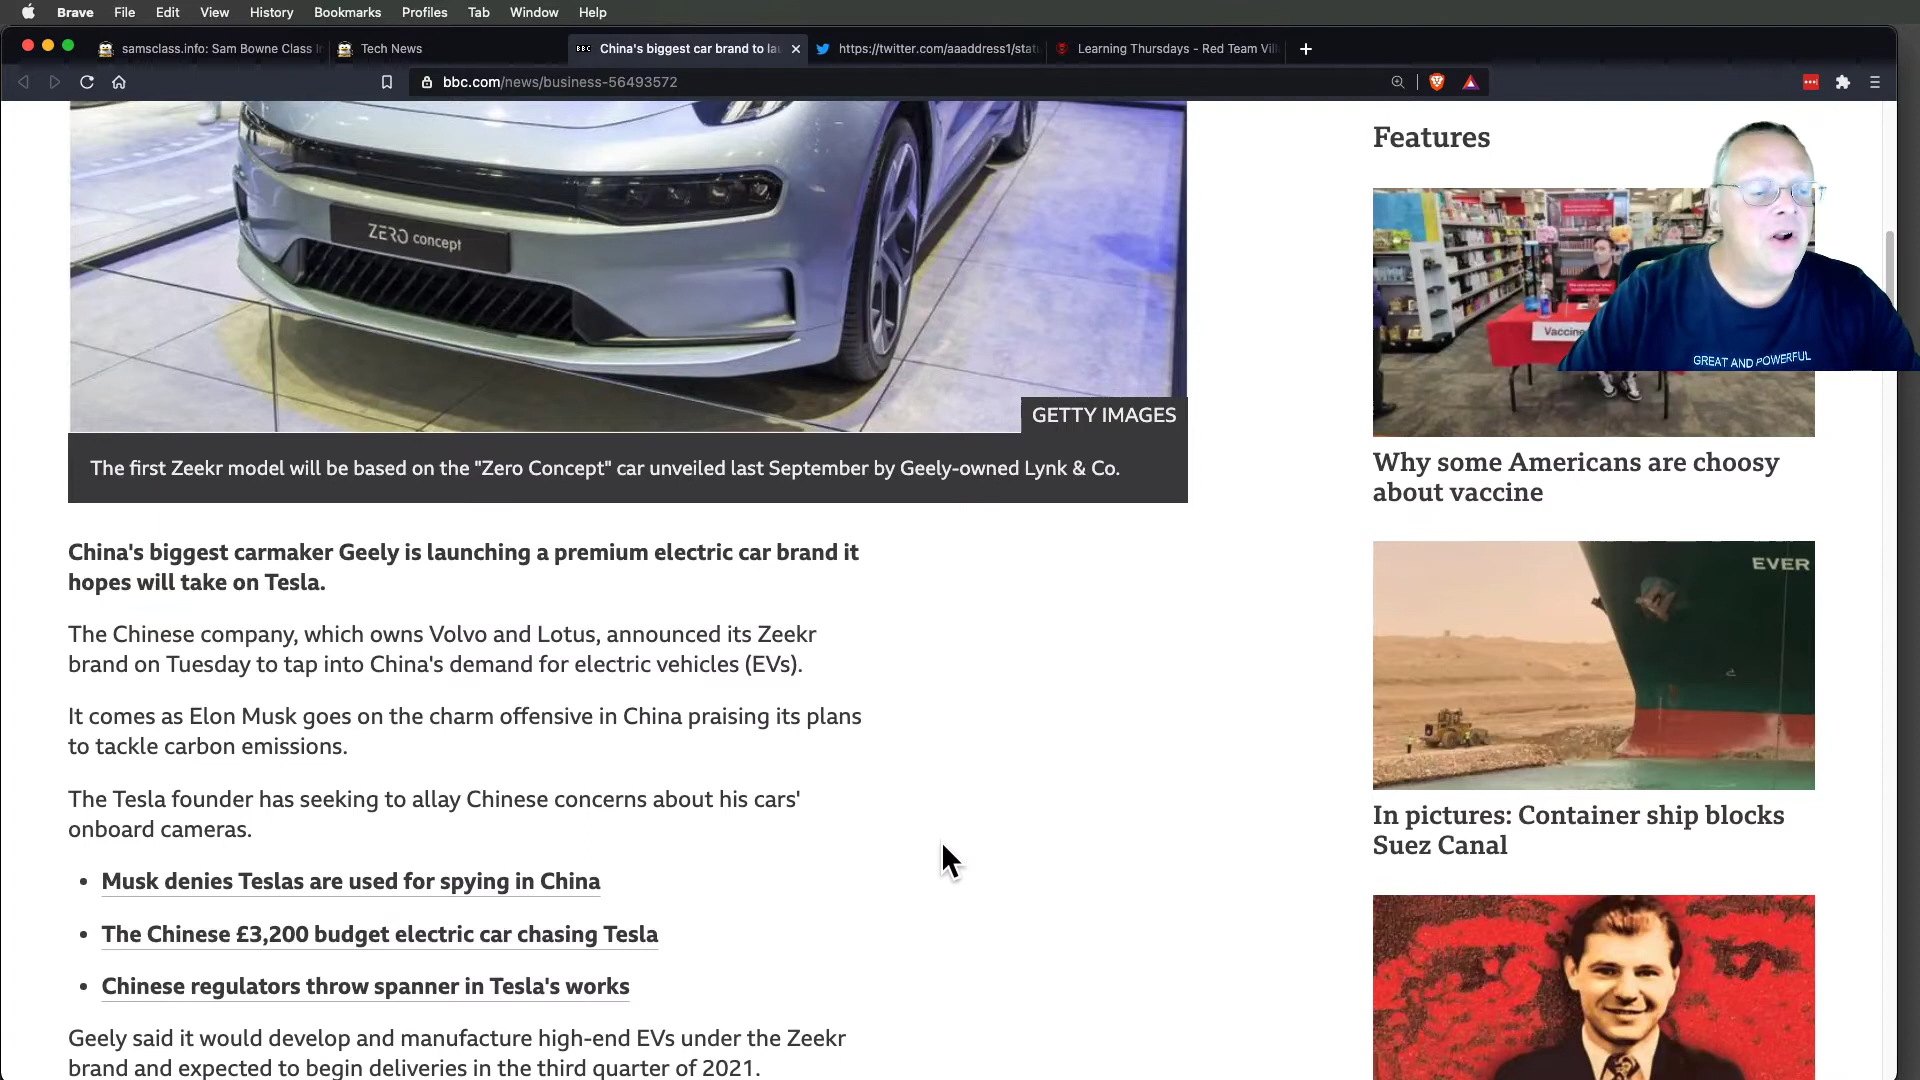 Brave File Edit View History Bookmarks Profiles Tab Window Help
samsclass.info: Sam Bowne Class I
Tech News
BBC China's biggest car brand to la
https://twitter.com/aaaddress1/stat
Learning Thursdays - Red Team Vil
bbc.com/news/business-56493572
ZERO concept
GETTY IMAGES
The first Zeekr model will be based on the "Zero Concept" car unveiled last September by Geely-owned Lynk & Co.
China's biggest carmaker Geely is launching a premium electric car brand it
hopes will take on Tesla.
The Chinese company, which owns Volvo and Lotus, announced its Zeekr
brand on Tuesday to tap into China's demand for electric vehicles (EVs).
It comes as Elon Musk goes on the charm offensive in China praising its plans
to tackle carbon emissions.
The Tesla founder has seeking to allay Chinese concerns about his cars'
onboard cameras.
• Musk denies Teslas are used for spying in China
• The Chinese £3,200 budget electric car chasing Tesla
• Chinese regulators throw spanner in Tesla's works
Geely said it would develop and manufacture high-end EVs under the Zeekr
brand and expected to begin deliveries in the third quarter of 2021.
Features
Vaccine
GREAT AND POWERFUL
Why some Americans are choosy
about vaccine
EVER
In pictures: Container ship blocks
Suez Canal